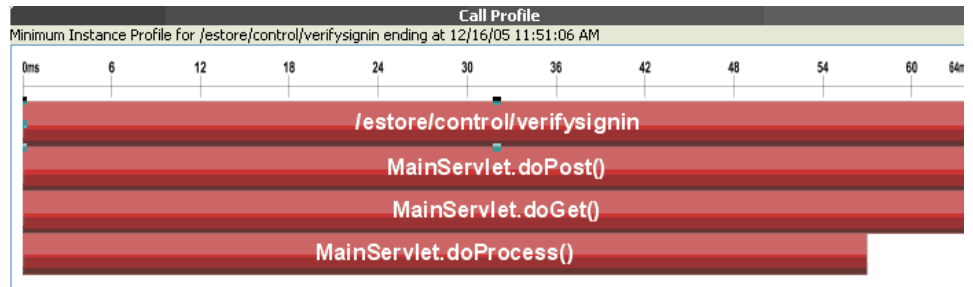 Call Profile
Minimum Instance Profile for /estore/control/verifysignin ending at 12/16/05 11:51:06 AM
0ms 6 12 18 24 30 36 42 48 54 60 64m
/estore/control/verifysignin
MainServlet.doPost()
MainServlet.doGet()
MainServlet.doProcess()